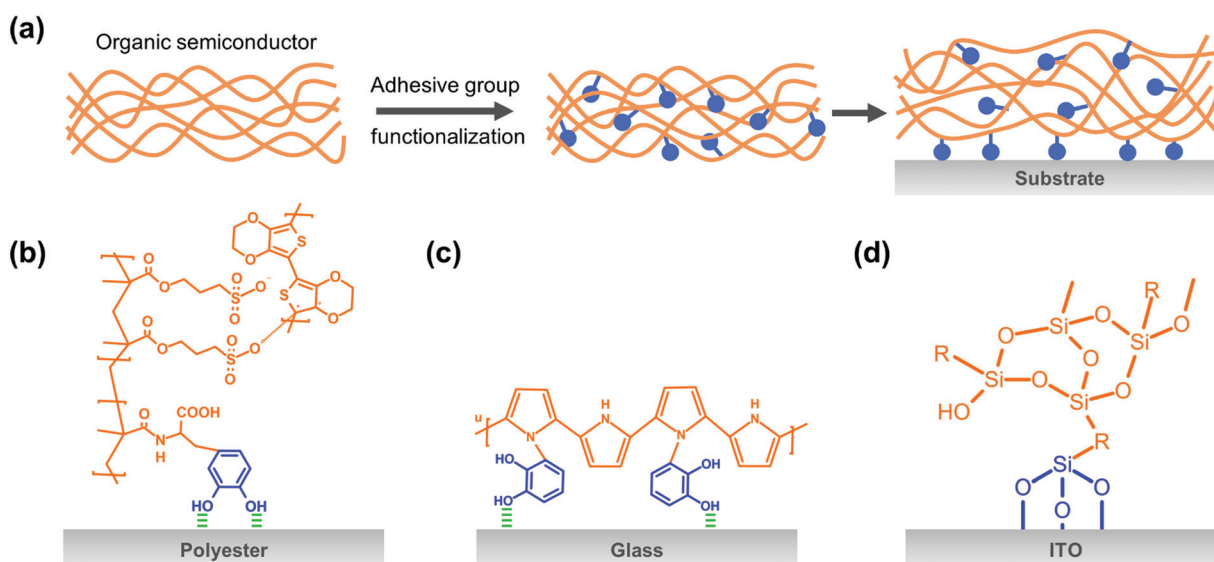 (a)
Organic semiconductor
Adhesive group
functionalization
Substrate
(b)
O
O
S
S
O
O
O
O
O
S
O
O
-
O
O
O
S
O
O
O
COOH
N
H
HO
OH
Polyester
(c)
u
N
H
N
N
H
N
HO
HO
OH
OH
Glass
(d)
R
O
Si
O
Si
O
R
Si
O
O
O
Si
HO
R
Si
O
O
O
ITO